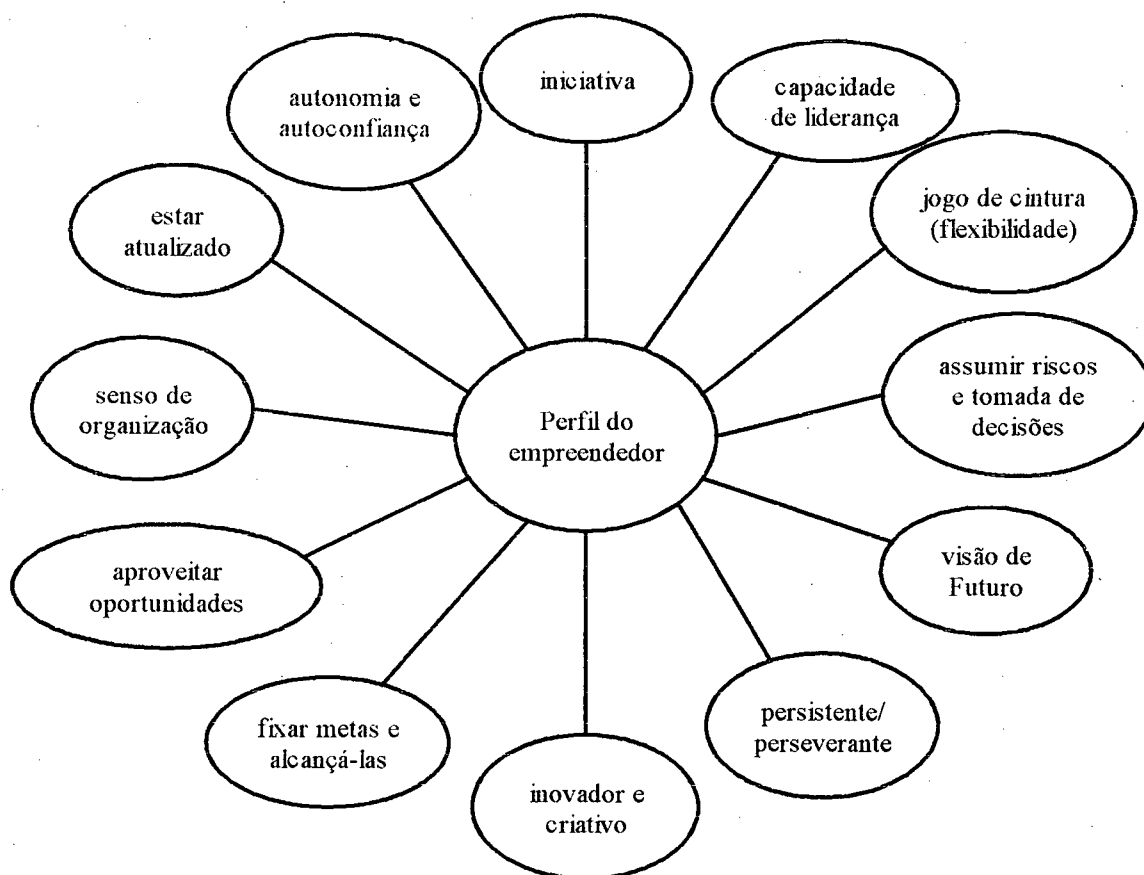 iniciativa
capacidade
de liderança
autonomia e
autoconfiança
jogo de cintura
(flexibilidade)
estar
atualizado
assumir riscos
e tomada de
decisões
senso de
organização
Perfil do
empreendedor
visão de
Futuro
aproveitar
oportunidades
persistente/
perseverante
fixar metas e
alcançá-las
inovador e
criativo